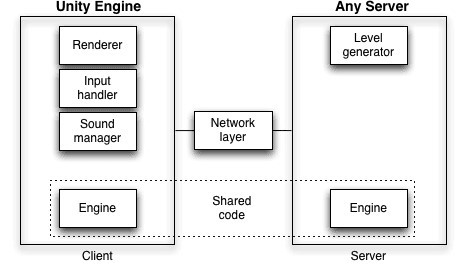 Unity Engine
Any Server
Renderer
Input
handler
Sound
manager
Level
generator
Network
layer
Engine
Shared
code
Engine
Client
Server